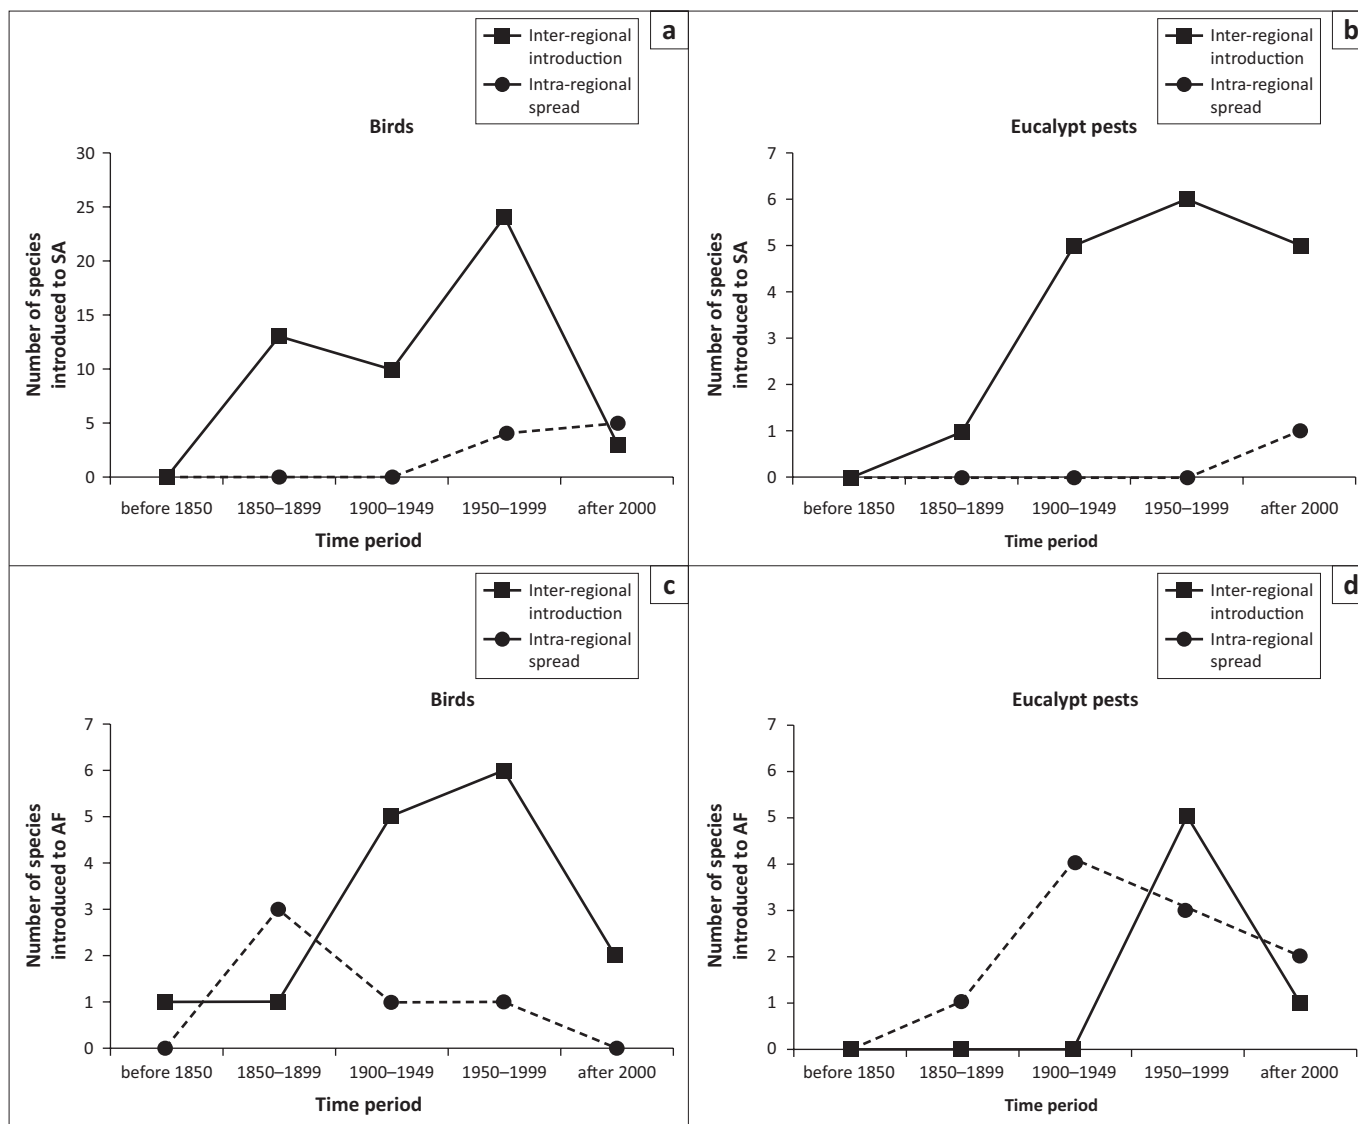 a
Inter-regional
introduction
Intra-regional
spread
Birds
Number of species
introduced to SA
30
25
20
15
10
5
0
before 1850 1850–1899 1900–1949 1950–1999 after 2000
Time period
b
Inter-regional
introduction
Intra-regional
spread
Eucalypt pests
Number of species
introduced to SA
7
6
5
4
3
2
1
0
before 1850 1850–1899 1900–1949 1950–1999 after 2000
Time period
c
Inter-regional
introduction
Intra-regional
spread
Birds
Number of species
introduced to AF
7
6
5
4
3
2
1
0
before 1850 1850–1899 1900–1949 1950–1999 after 2000
Time period
d
Inter-regional
introduction
Intra-regional
spread
Eucalypt pests
Number of species
introduced to AF
7
6
5
4
3
2
1
0
before 1850 1850–1899 1900–1949 1950–1999 after 2000
Time period